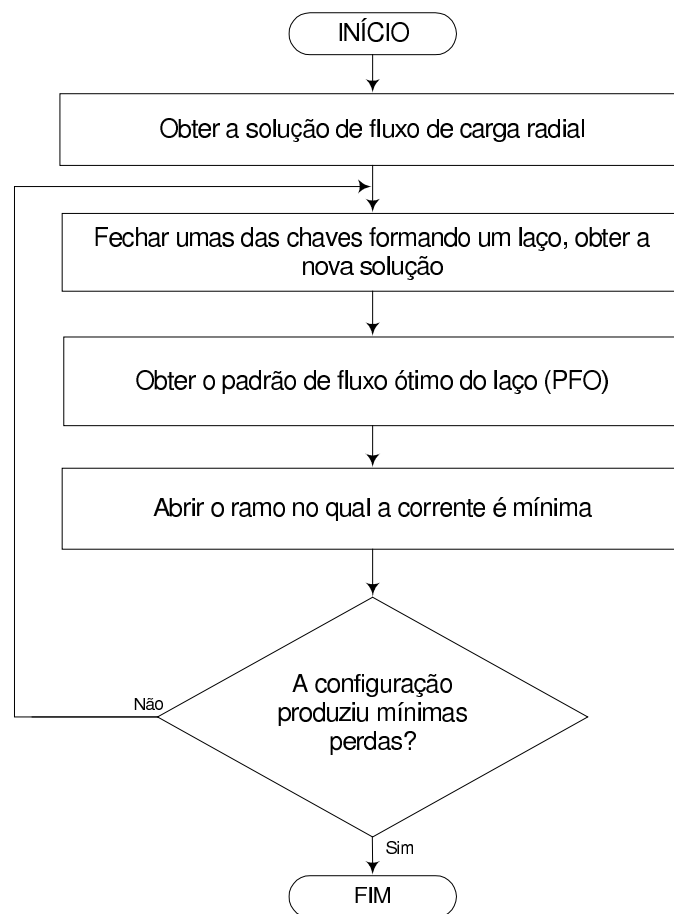 INÍCIO
Obter a solução de fluxo de carga radial
Fechar umas das chaves formando um laço, obter a
nova solução
Obter o padrão de fluxo ótimo do laço (PFO)
Abrir o ramo no qual a corrente é mínima
A configuração
produziu mínimas
perdas?
Não
Sim
FIM